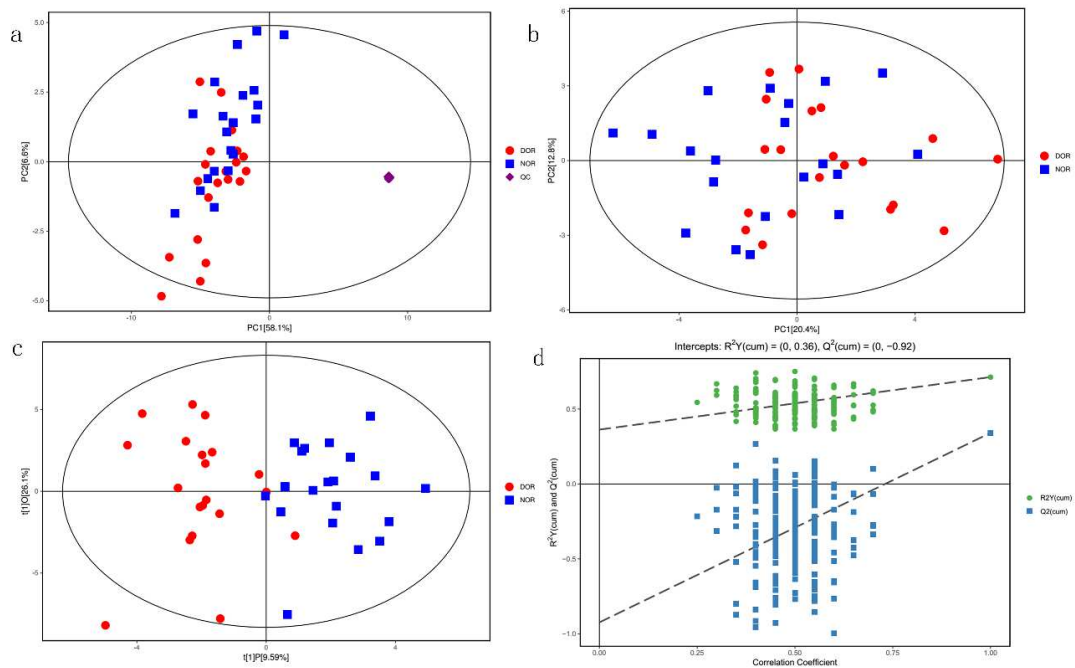 a
5.0
2.5
0.0
-2.5
-5.0
PC2[6.6%]
-10
0
10
PC1[58.1%]
DOR
NOR
QC
b
6
3
0
-3
-6
PC2[12.8%]
-4
0
4
PC1[20.4%]
DOR
NOR
c
5
0
-5
t[1]O[26.1%]
-4
0
4
t[1]P[9.59%]
DOR
NOR
Intercepts: R²Y(cum) = (0, 0.36), Q²(cum) = (0, −0.92)
d
0.5
0.0
-0.5
-1.0
R²Y(cum) and Q²(cum)
0.00
0.25
0.50
0.75
1.00
Correlation Coefficient
R2Y(cum)
Q2(cum)